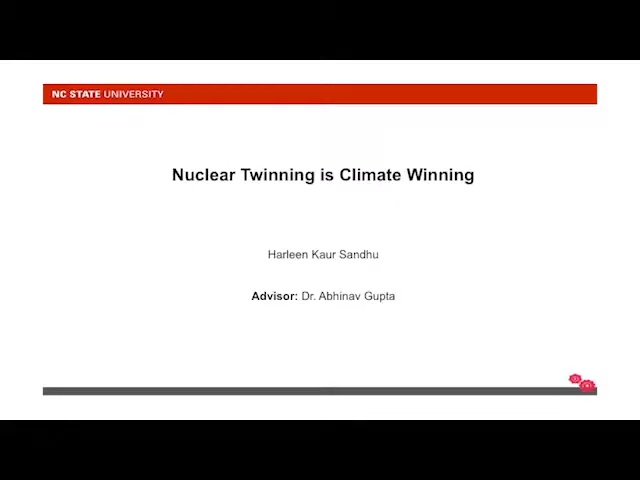 NC STATE UNIVERSITY
Nuclear Twinning is Climate Winning
Harleen Kaur Sandhu
Advisor: Dr. Abhinav Gupta